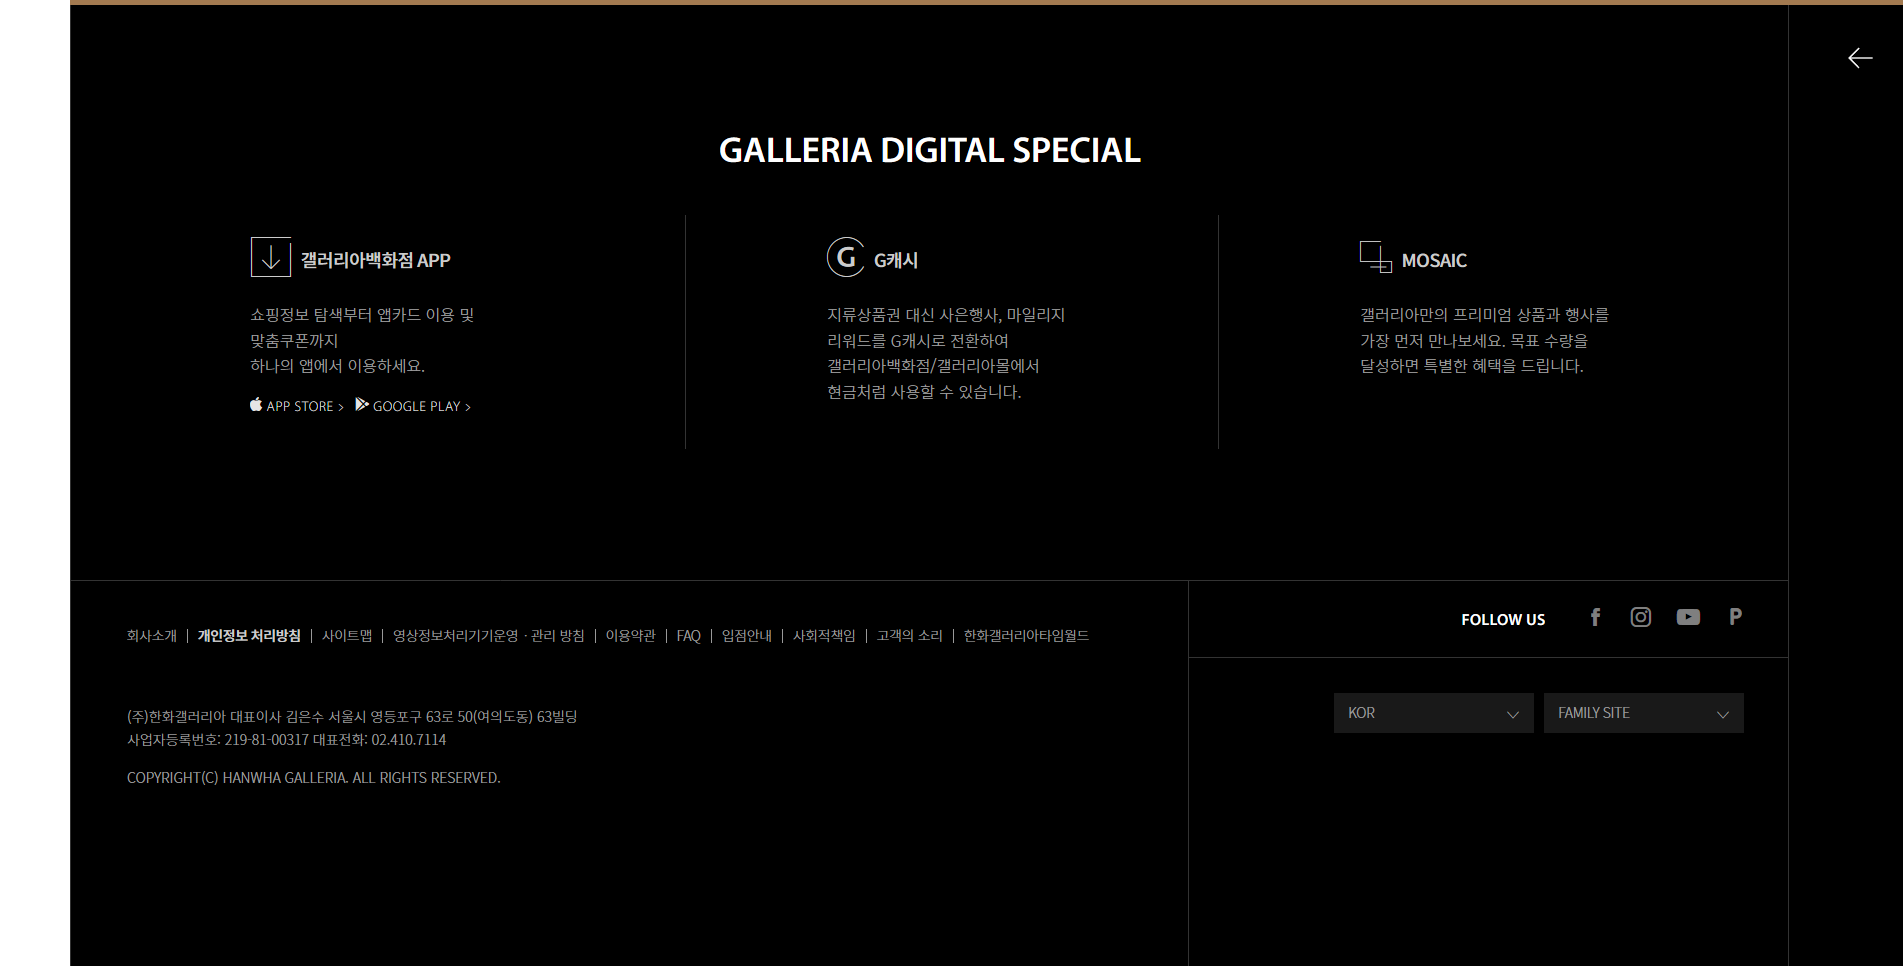 GALLERIA DIGITAL SPECIAL
갤러리아백화점 APP
쇼핑정보 탐색부터 앱카드 이용 및
맞춤쿠폰까지
하나의 앱에서 이용하세요.
APP STORE > GOOGLE PLAY >
G G캐시
지류상품권 대신 사은행사, 마일리지
리워드를 G캐시로 전환하여
갤러리아백화점/갤러리아몰에서
현금처럼 사용할 수 있습니다.
MOSAIC
갤러리아만의 프리미엄 상품과 행사를
가장 먼저 만나보세요. 목표 수량을
달성하면 특별한 혜택을 드립니다.
회사소개 | 개인정보 처리방침 | 사이트맵 | 영상정보처리기기운영 · 관리 방침 | 이용약관 | FAQ | 입점안내 | 사회적책임 | 고객의 소리 | 한화갤러리아타임월드
(주)한화갤러리아 대표이사 김은수 서울시 영등포구 63로 50(여의도동) 63빌딩
사업자등록번호: 219-81-00317 대표전화: 02.410.7114
COPYRIGHT(C) HANWHA GALLERIA. ALL RIGHTS RESERVED.
FOLLOW US
KOR
FAMILY SITE